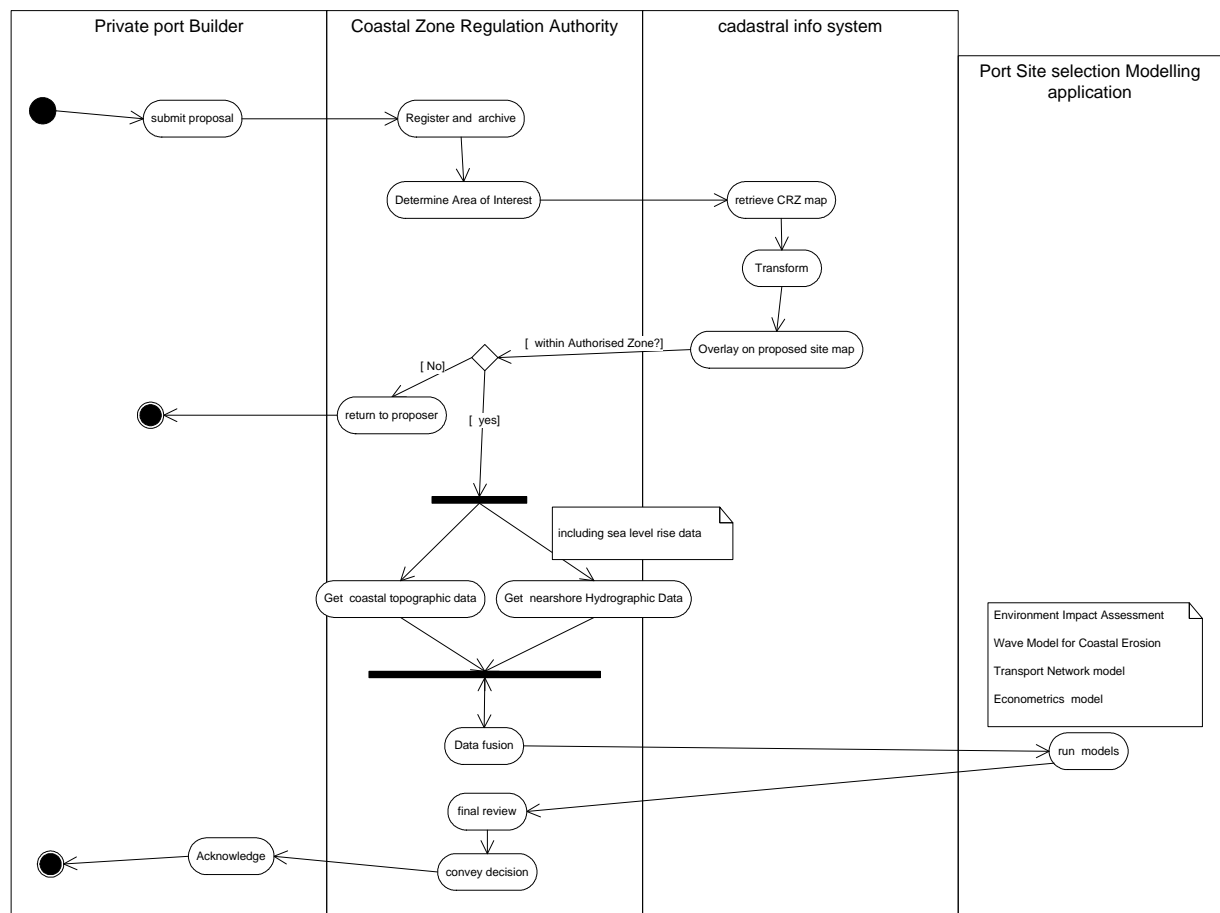 Private port Builder
Coastal Zone Regulation Authority
cadastral info system
Port Site selection Modelling
application
submit proposal
Register and archive
Determine Area of Interest
retrieve CRZ map
Transform
[ within Authorised Zone?]
Overlay on proposed site map
[ No]
return to proposer
[ yes]
including sea level rise data
Get coastal topographic data
Get nearshore Hydrographic Data
Environment Impact Assessment
Wave Model for Coastal Erosion
Transport Network model
Econometrics model
Data fusion
run models
final review
Acknowledge
convey decision